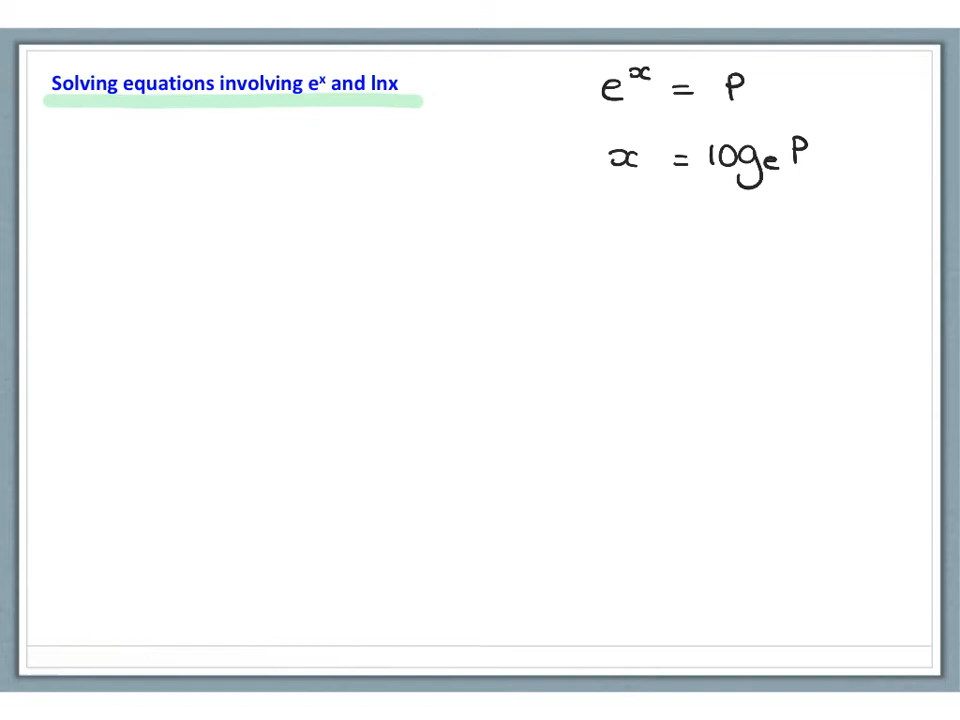 Solving equations involving eˣ and lnx
eˣ = P
x = logₑ P